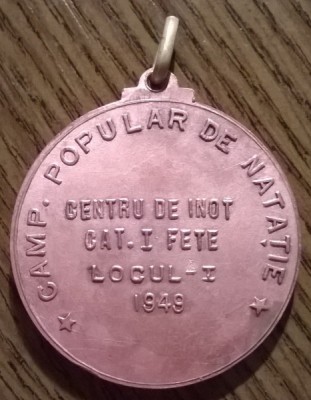 CAMP. POPULAR DE NATAȚIE
CENTRU DE INOT
CAT. I FETE
LOCUL-I
1949